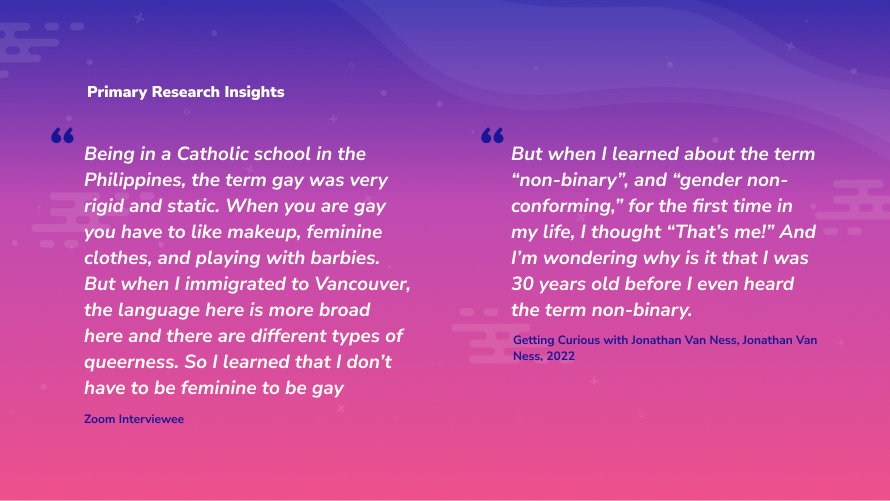 Primary Research Insights
“
Being in a Catholic school in the
Philippines, the term gay was very
rigid and static. When you are gay
you have to like makeup, feminine
clothes, and playing with barbies.
But when I immigrated to Vancouver,
the language here is more broad
here and there are different types of
queerness. So I learned that I don’t
have to be feminine to be gay
Zoom Interviewee
“
But when I learned about the term
“non-binary”, and “gender non-
conforming,” for the first time in
my life, I thought “That’s me!” And
I’m wondering why is it that I was
30 years old before I even heard
the term non-binary.
Getting Curious with Jonathan Van Ness, Jonathan Van
Ness, 2022